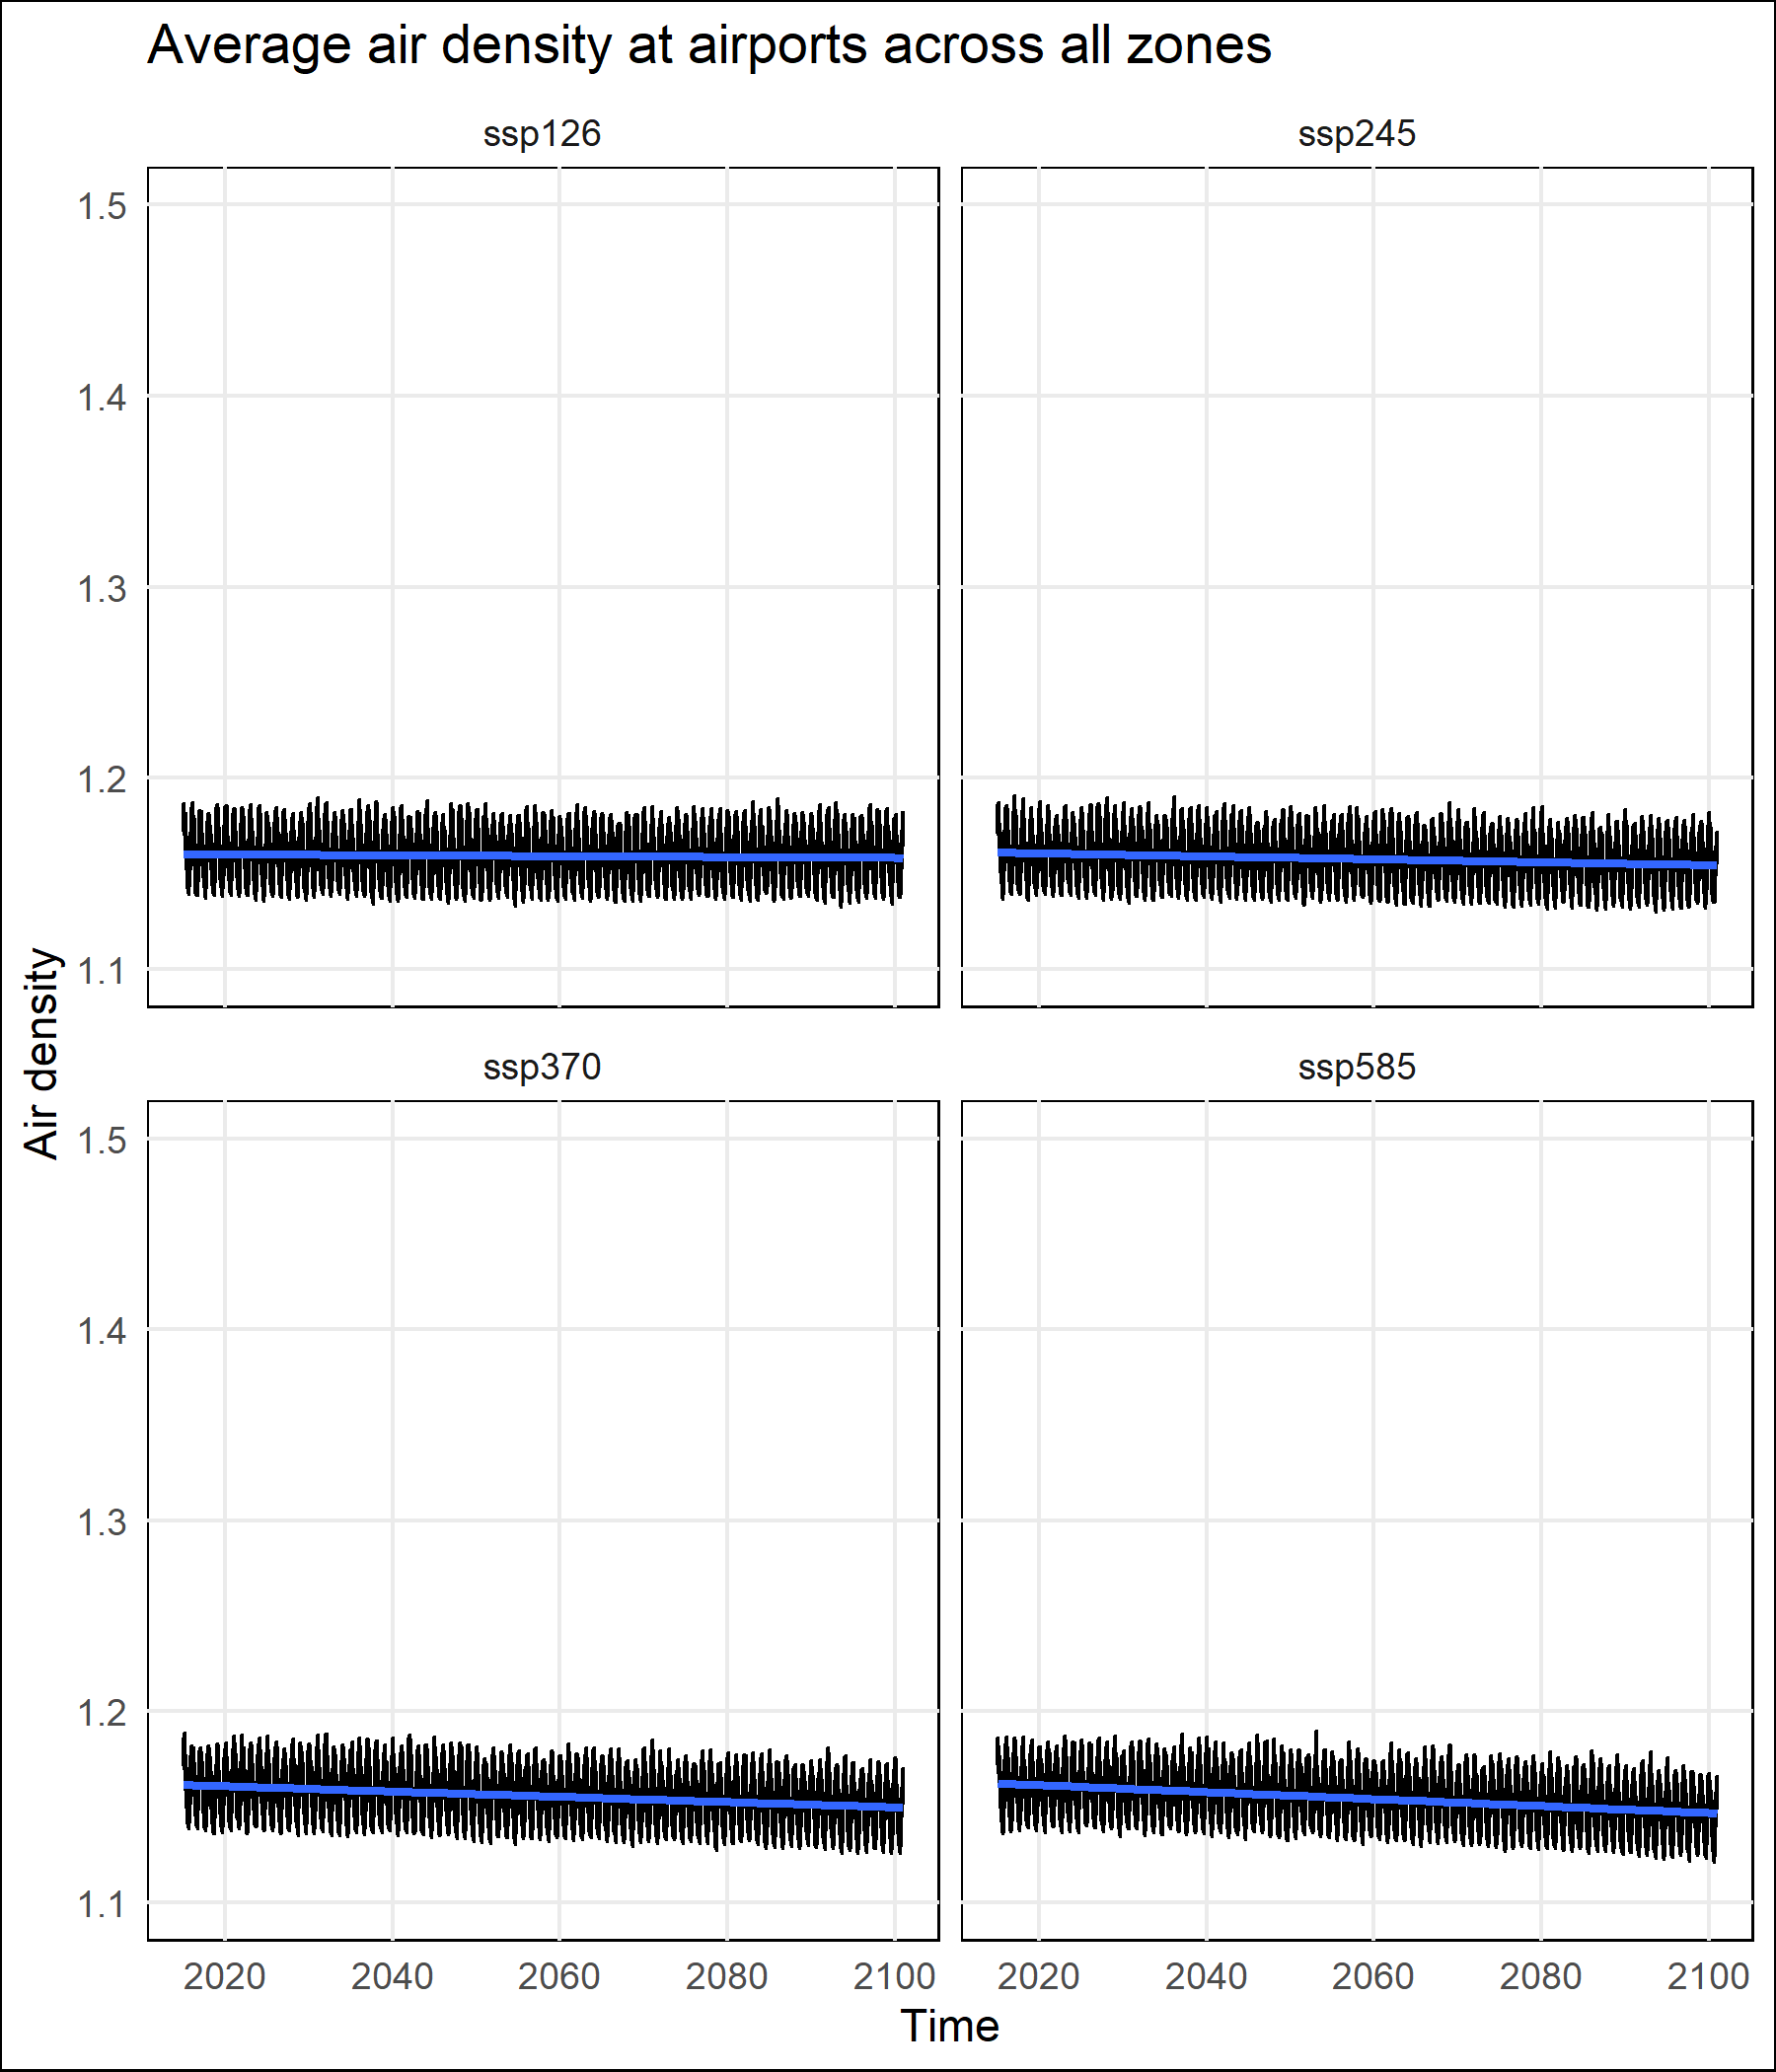 Average air density at airports across all zones
ssp126
ssp245
1.5
1.4
1.3
1.2
1.1
Air density
ssp370
ssp585
1.5
1.4
1.3
1.2
1.1
2020 2040 2060 2080 2100 2020 2040 2060 2080 2100
Time